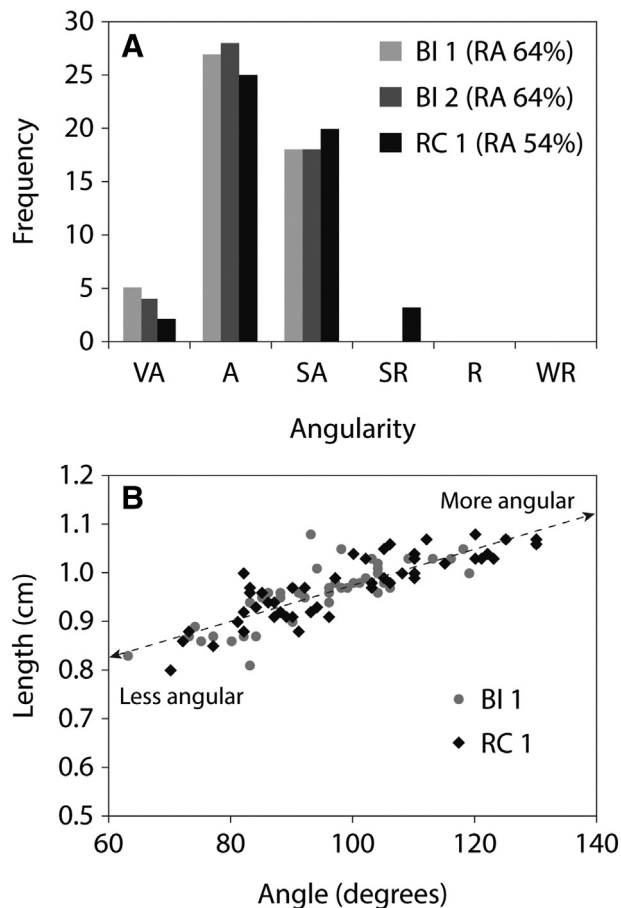 A
BI 1 (RA 64%)
BI 2 (RA 64%)
RC 1 (RA 54%)
Frequency
30
25
20
15
10
5
0
VA A SA SR R WR
Angularity
B
More angular
Less angular
BI 1
RC 1
Length (cm)
1.2
1.1
1.0
0.9
0.8
0.7
0.6
0.5
60 80 100 120 140
Angle (degrees)